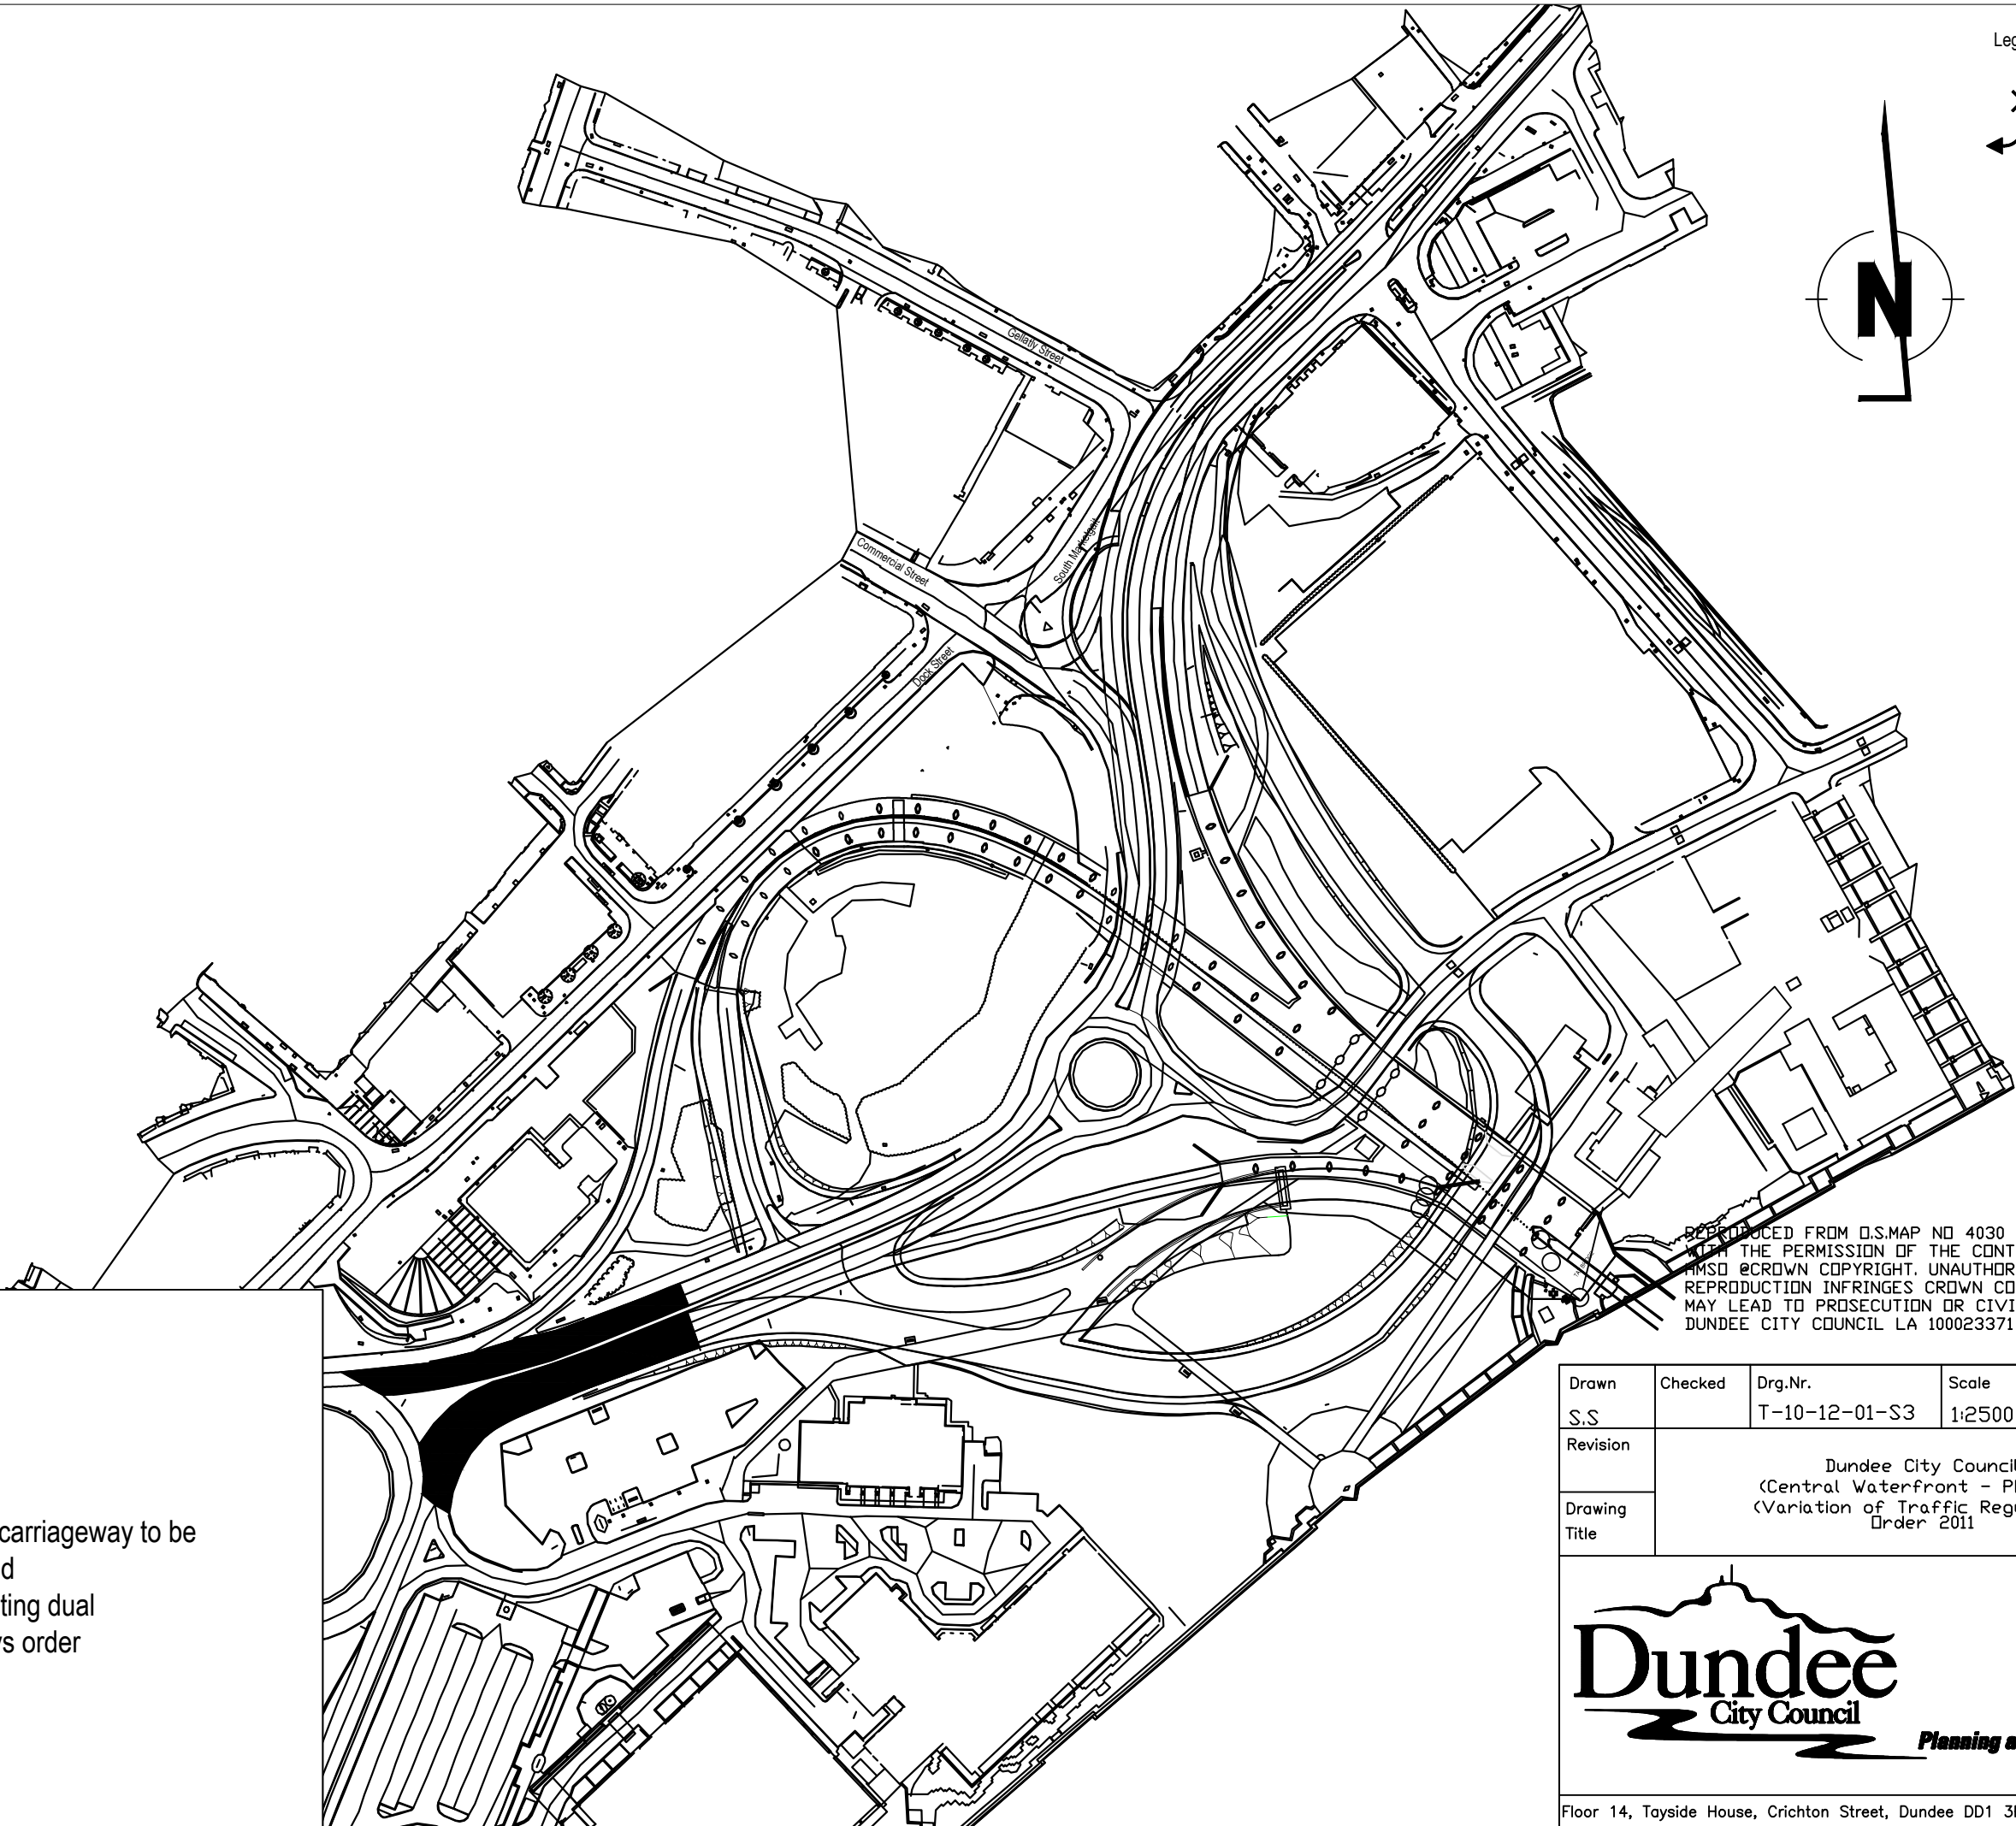 Leg
N
Gellatly Street
South Marketgait
Commercial Street
Dock Street
REPRODUCED FROM O.S.MAP NO 4030
WITH THE PERMISSION OF THE CONT
HMSO @CROWN COPYRIGHT. UNAUTHOR
REPRODUCTION INFRINGES CROWN CO
MAY LEAD TO PROSECUTION OR CIVI
DUNDEE CITY COUNCIL LA 100023371
carriageway to be
d
ting dual
s order
Drawn
Checked
Drg.Nr.
Scale
S.S
T-10-12-01-S3
1:2500
Revision
Dundee City Council
(Central Waterfront - P
(Variation of Traffic Reg
Order 2011
Drawing
Title
Dundee
City Council
Planning a
Floor 14, Tayside House, Crichton Street, Dundee DD1 3